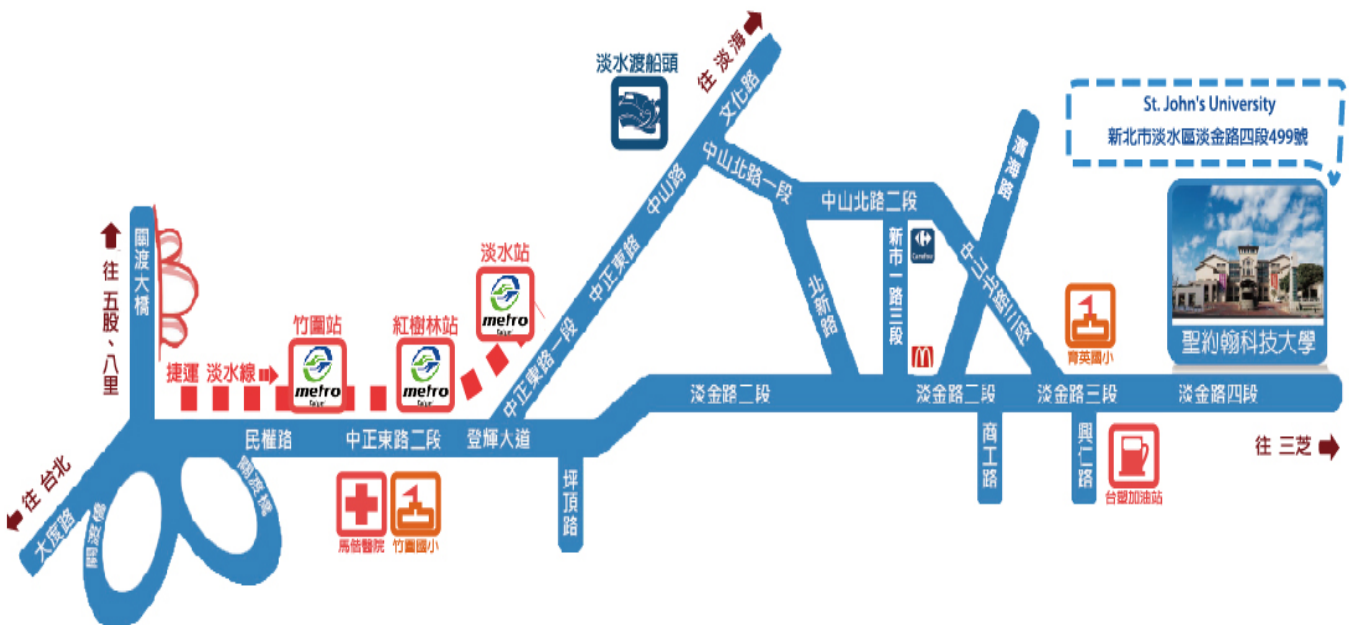 淡水渡船頭
往 淡海
St. John's University
新北市淡水區淡金路四段499號
文化路
中山路
中正東路
中正東路一段
中山北路一段
中山北路二段
中山北路三段
北新路
新市一路三段
Carrefour
關渡大橋
往 五股、八里
捷運 淡水線
竹圍站
metro
紅樹林站
metro
淡水站
metro
育英國小
聖約翰科技大學
淡金路二段
淡金路二段
淡金路三段
淡金路四段
往 三芝
民權路
中正東路二段
登輝大道
坪頂路
商工路
興仁路
台塑加油站
馬偕醫院
竹圍國小
往 台北
大度路
關渡橋
關渡橋